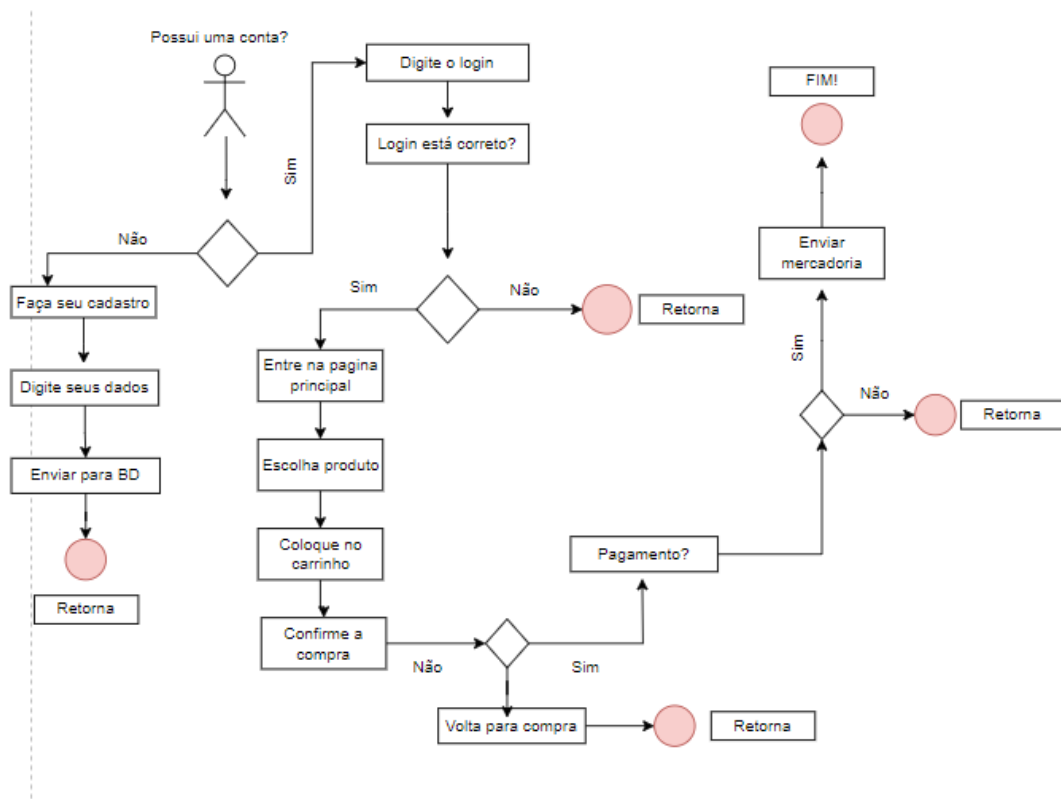 Possui uma conta?
Digite o login
Login está correto?
Sim
Não
Faça seu cadastro
Digite seus dados
Enviar para BD
Retorna
Sim
Não
Retorna
Entre na pagina
principal
Escolha produto
Coloque no
carrinho
Confirme a
compra
Não
Sim
Volta para compra
Retorna
Pagamento?
Sim
Não
Retorna
Enviar
mercadoria
FIM!